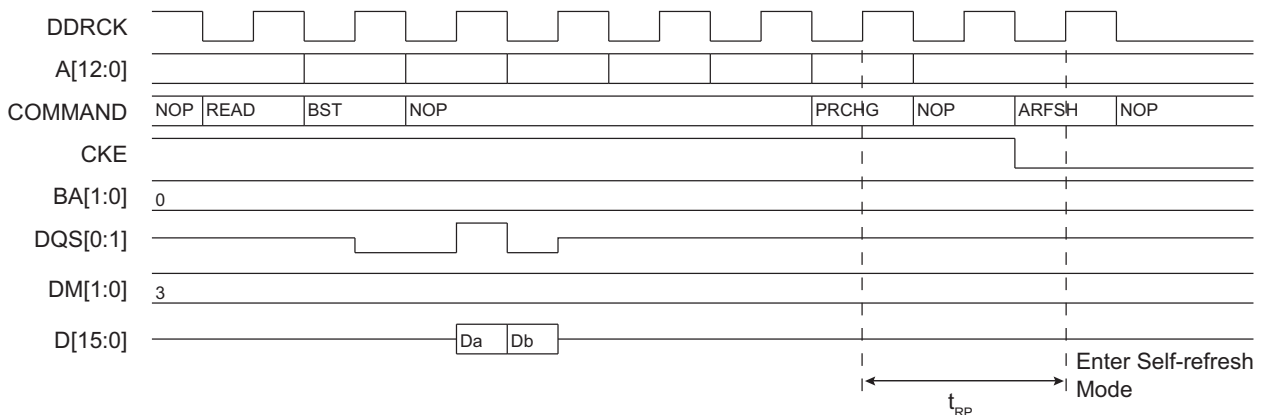 DDRCK
A[12:0]
COMMAND NOP READ BST NOP PRCHG NOP ARFSH NOP
CKE
BA[1:0] 0
DQS[0:1]
DM[1:0] 3
D[15:0] Da Db
Enter Self-refresh
Mode
tRP